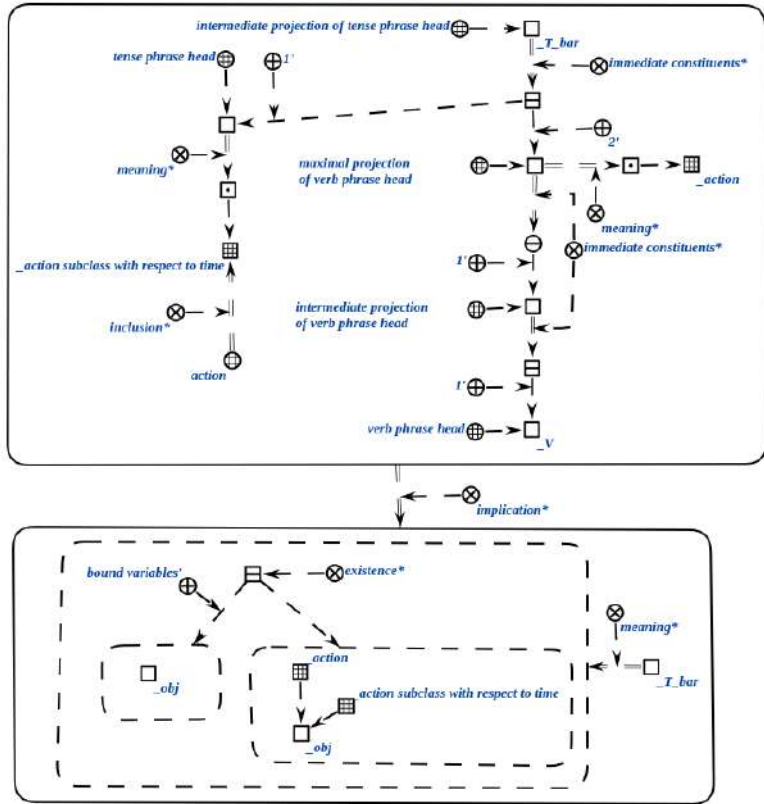 intermediate projection of tense phrase head
_T_bar
tense phrase head
1'
immediate constituents*
2'
meaning*
maximal projection
of verb phrase head
_action
meaning*
immediate constituents*
_action subclass with respect to time
1'
inclusion*
intermediate projection
of verb phrase head
action
1'
verb phrase head
_V
implication*
bound variables'
existence*
meaning*
_action
_T_bar
_obj
_action subclass with respect to time
_obj